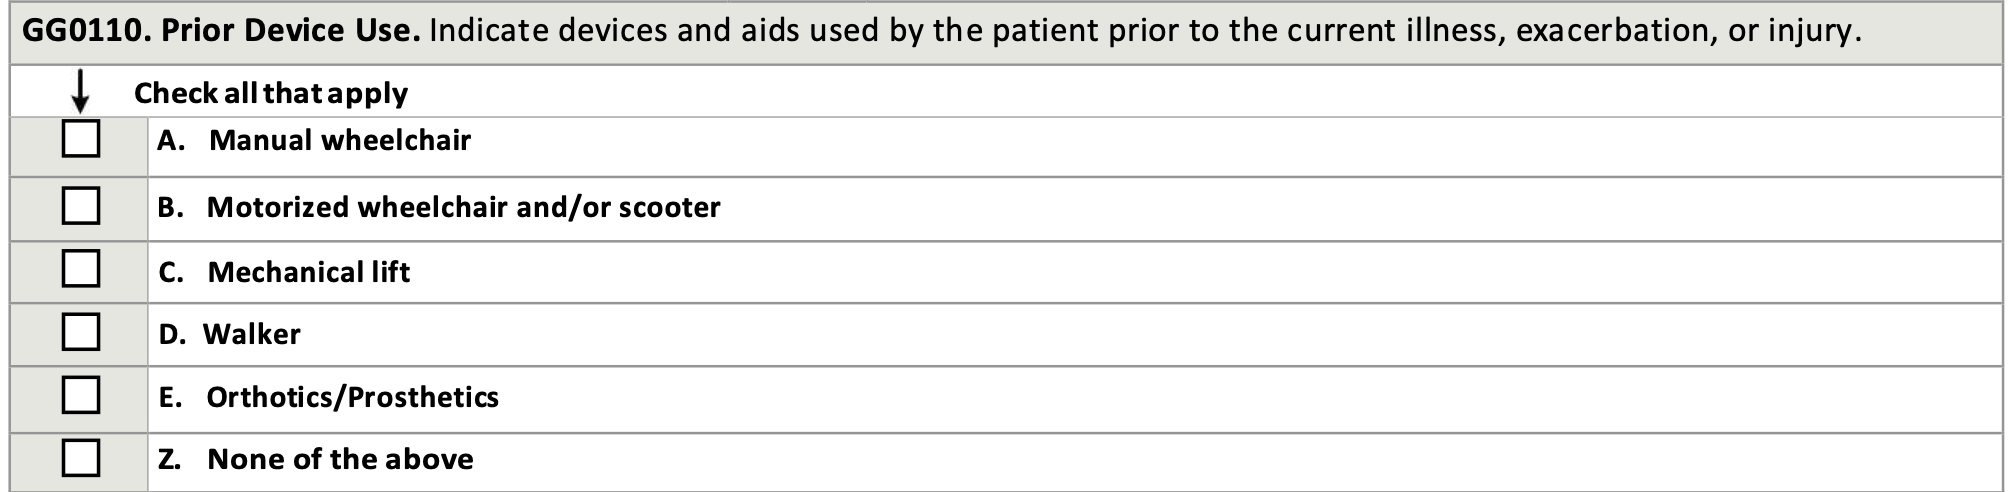 GG0110. Prior Device Use. Indicate devices and aids used by the patient prior to the current illness, exacerbation, or injury.
Check all that apply
A. Manual wheelchair
B. Motorized wheelchair and/or scooter
C. Mechanical lift
D. Walker
E. Orthotics/Prosthetics
Z. None of the above